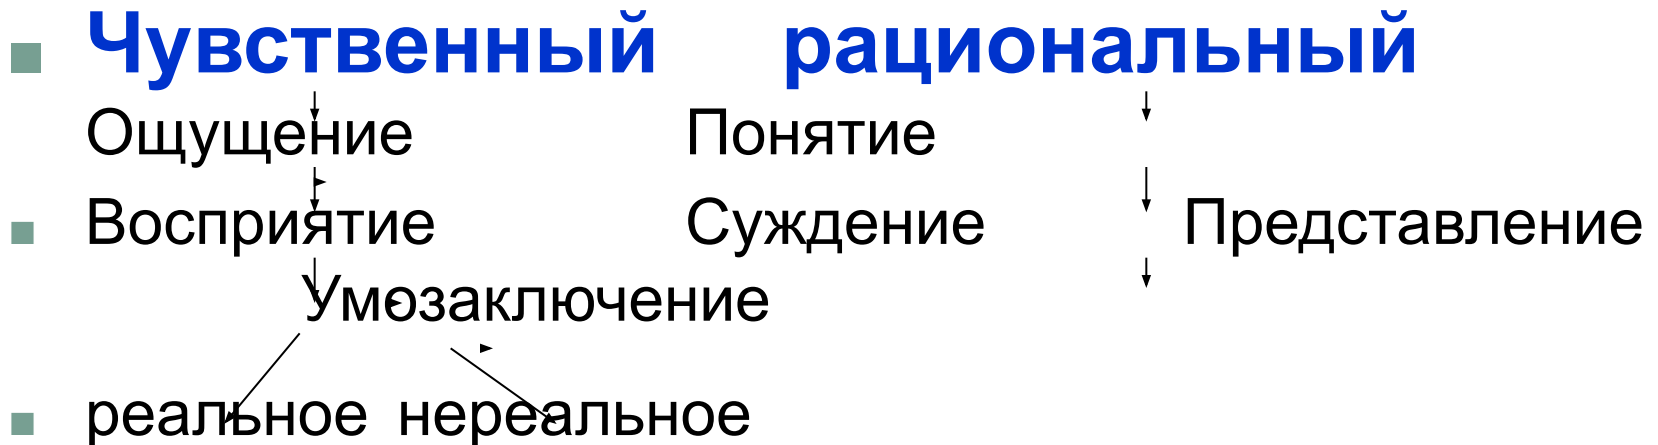 Чувственный рациональный
Ощущение Понятие
Восприятие Суждение Представление
Умозаключение
реальное нереальное